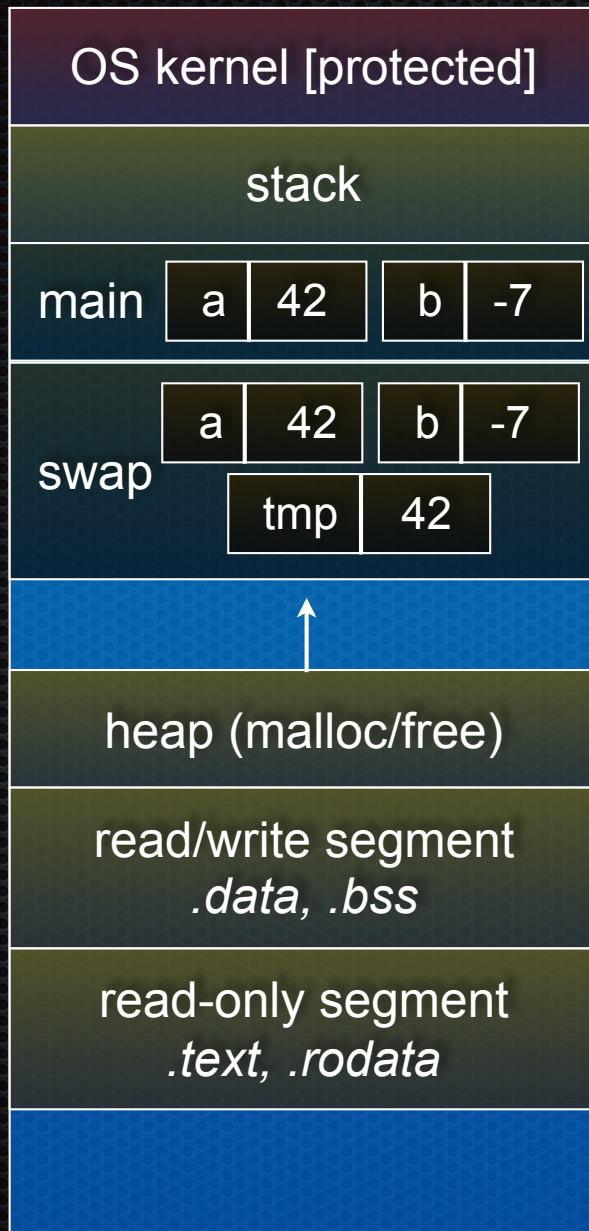 OS kernel [protected]
stack
main a 42 b -7
a 42 b -7
swap
tmp 42
heap (malloc/free)
read/write segment
.data, .bss
read-only segment
.text, .rodata